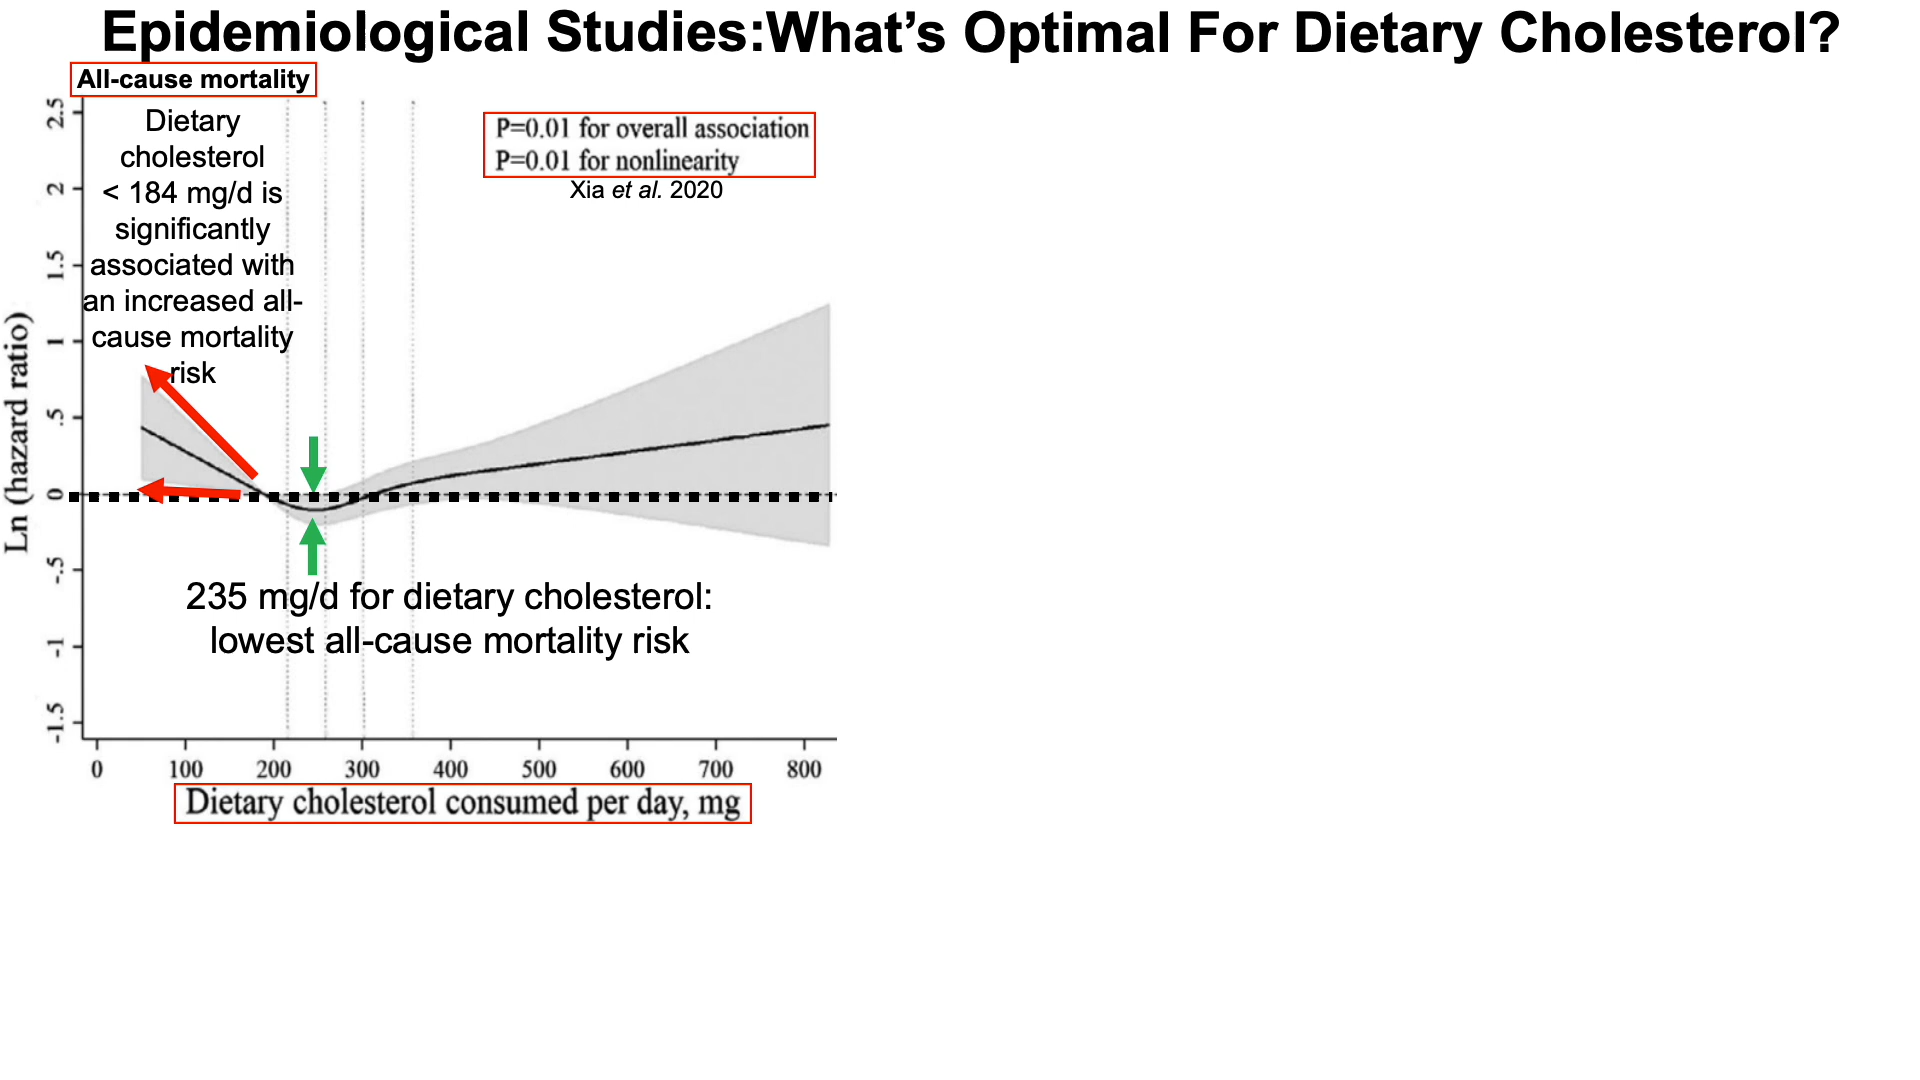 Epidemiological Studies:What’s Optimal For Dietary Cholesterol?
All-cause mortality
Dietary
cholesterol
< 184 mg/d is
significantly
associated with
an increased all-
cause mortality
risk
P=0.01 for overall association
P=0.01 for nonlinearity
Xia et al. 2020
Ln (hazard ratio)
2.5
2
1.5
1
.5
0
-.5
-1
-1.5
235 mg/d for dietary cholesterol:
lowest all-cause mortality risk
0 100 200 300 400 500 600 700 800
Dietary cholesterol consumed per day, mg